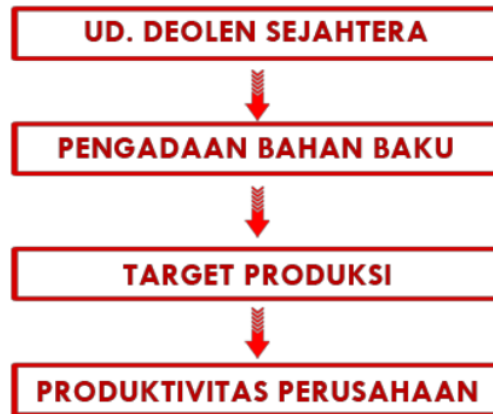 UD. DEOLEN SEJAHTERA
PENGADAAN BAHAN BAKU
TARGET PRODUKSI
PRODUKTIVITAS PERUSAHAAN